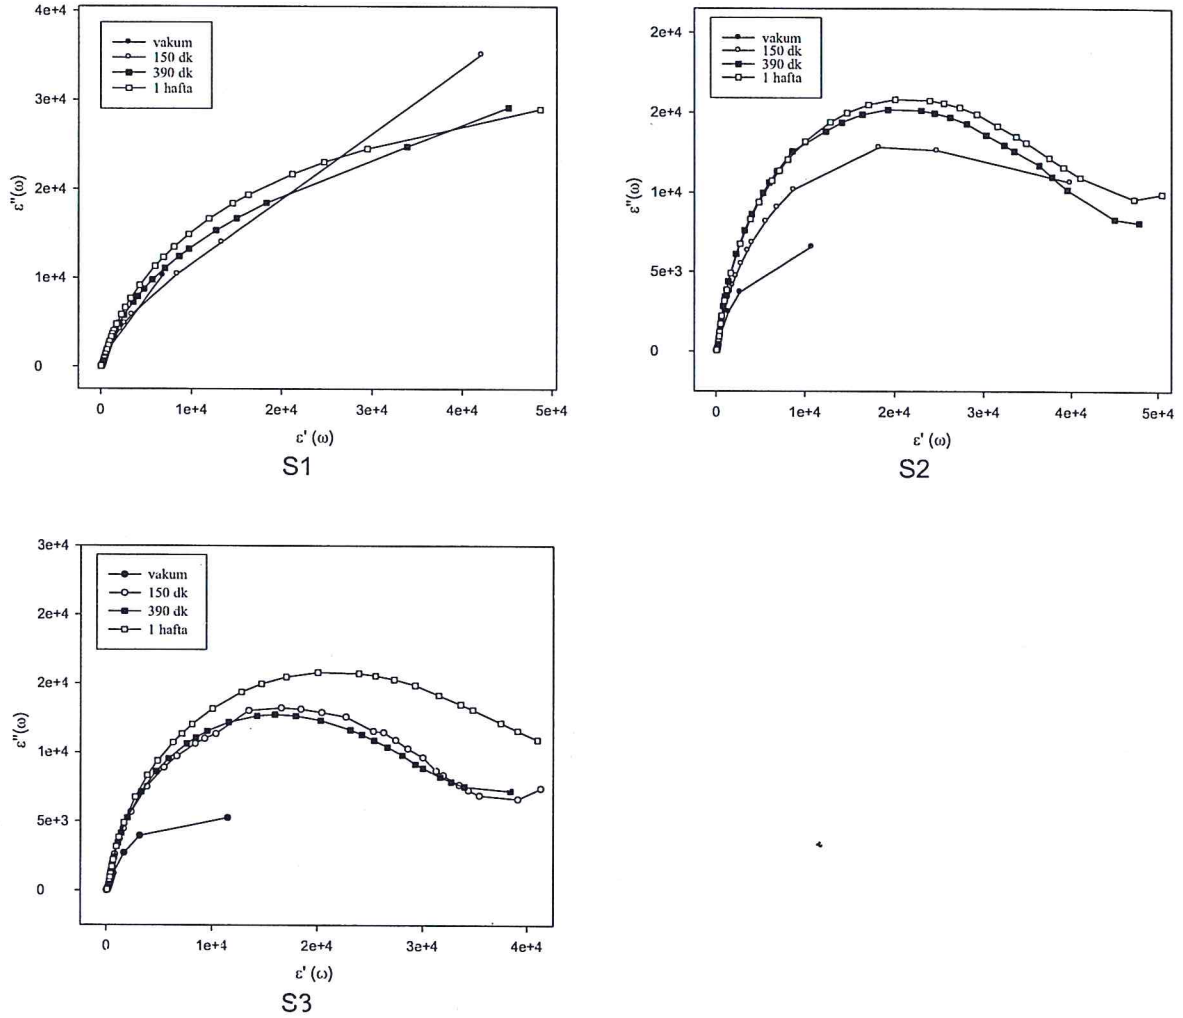 4e+4
3e+4
2e+4
1e+4
0
ε''(ω)
vakum
150 dk
390 dk
1 hafta
0 1e+4 2e+4 3e+4 4e+4 5e+4
ε' (ω)
S1
2e+4
2e+4
1e+4
5e+3
0
ε''(ω)
vakum
150 dk
390 dk
1 hafta
0 1e+4 2e+4 3e+4 4e+4 5e+4
ε' (ω)
S2
3e+4
2e+4
2e+4
1e+4
5e+3
0
ε''(ω)
vakum
150 dk
390 dk
1 hafta
0 1e+4 2e+4 3e+4 4e+4
ε' (ω)
S3